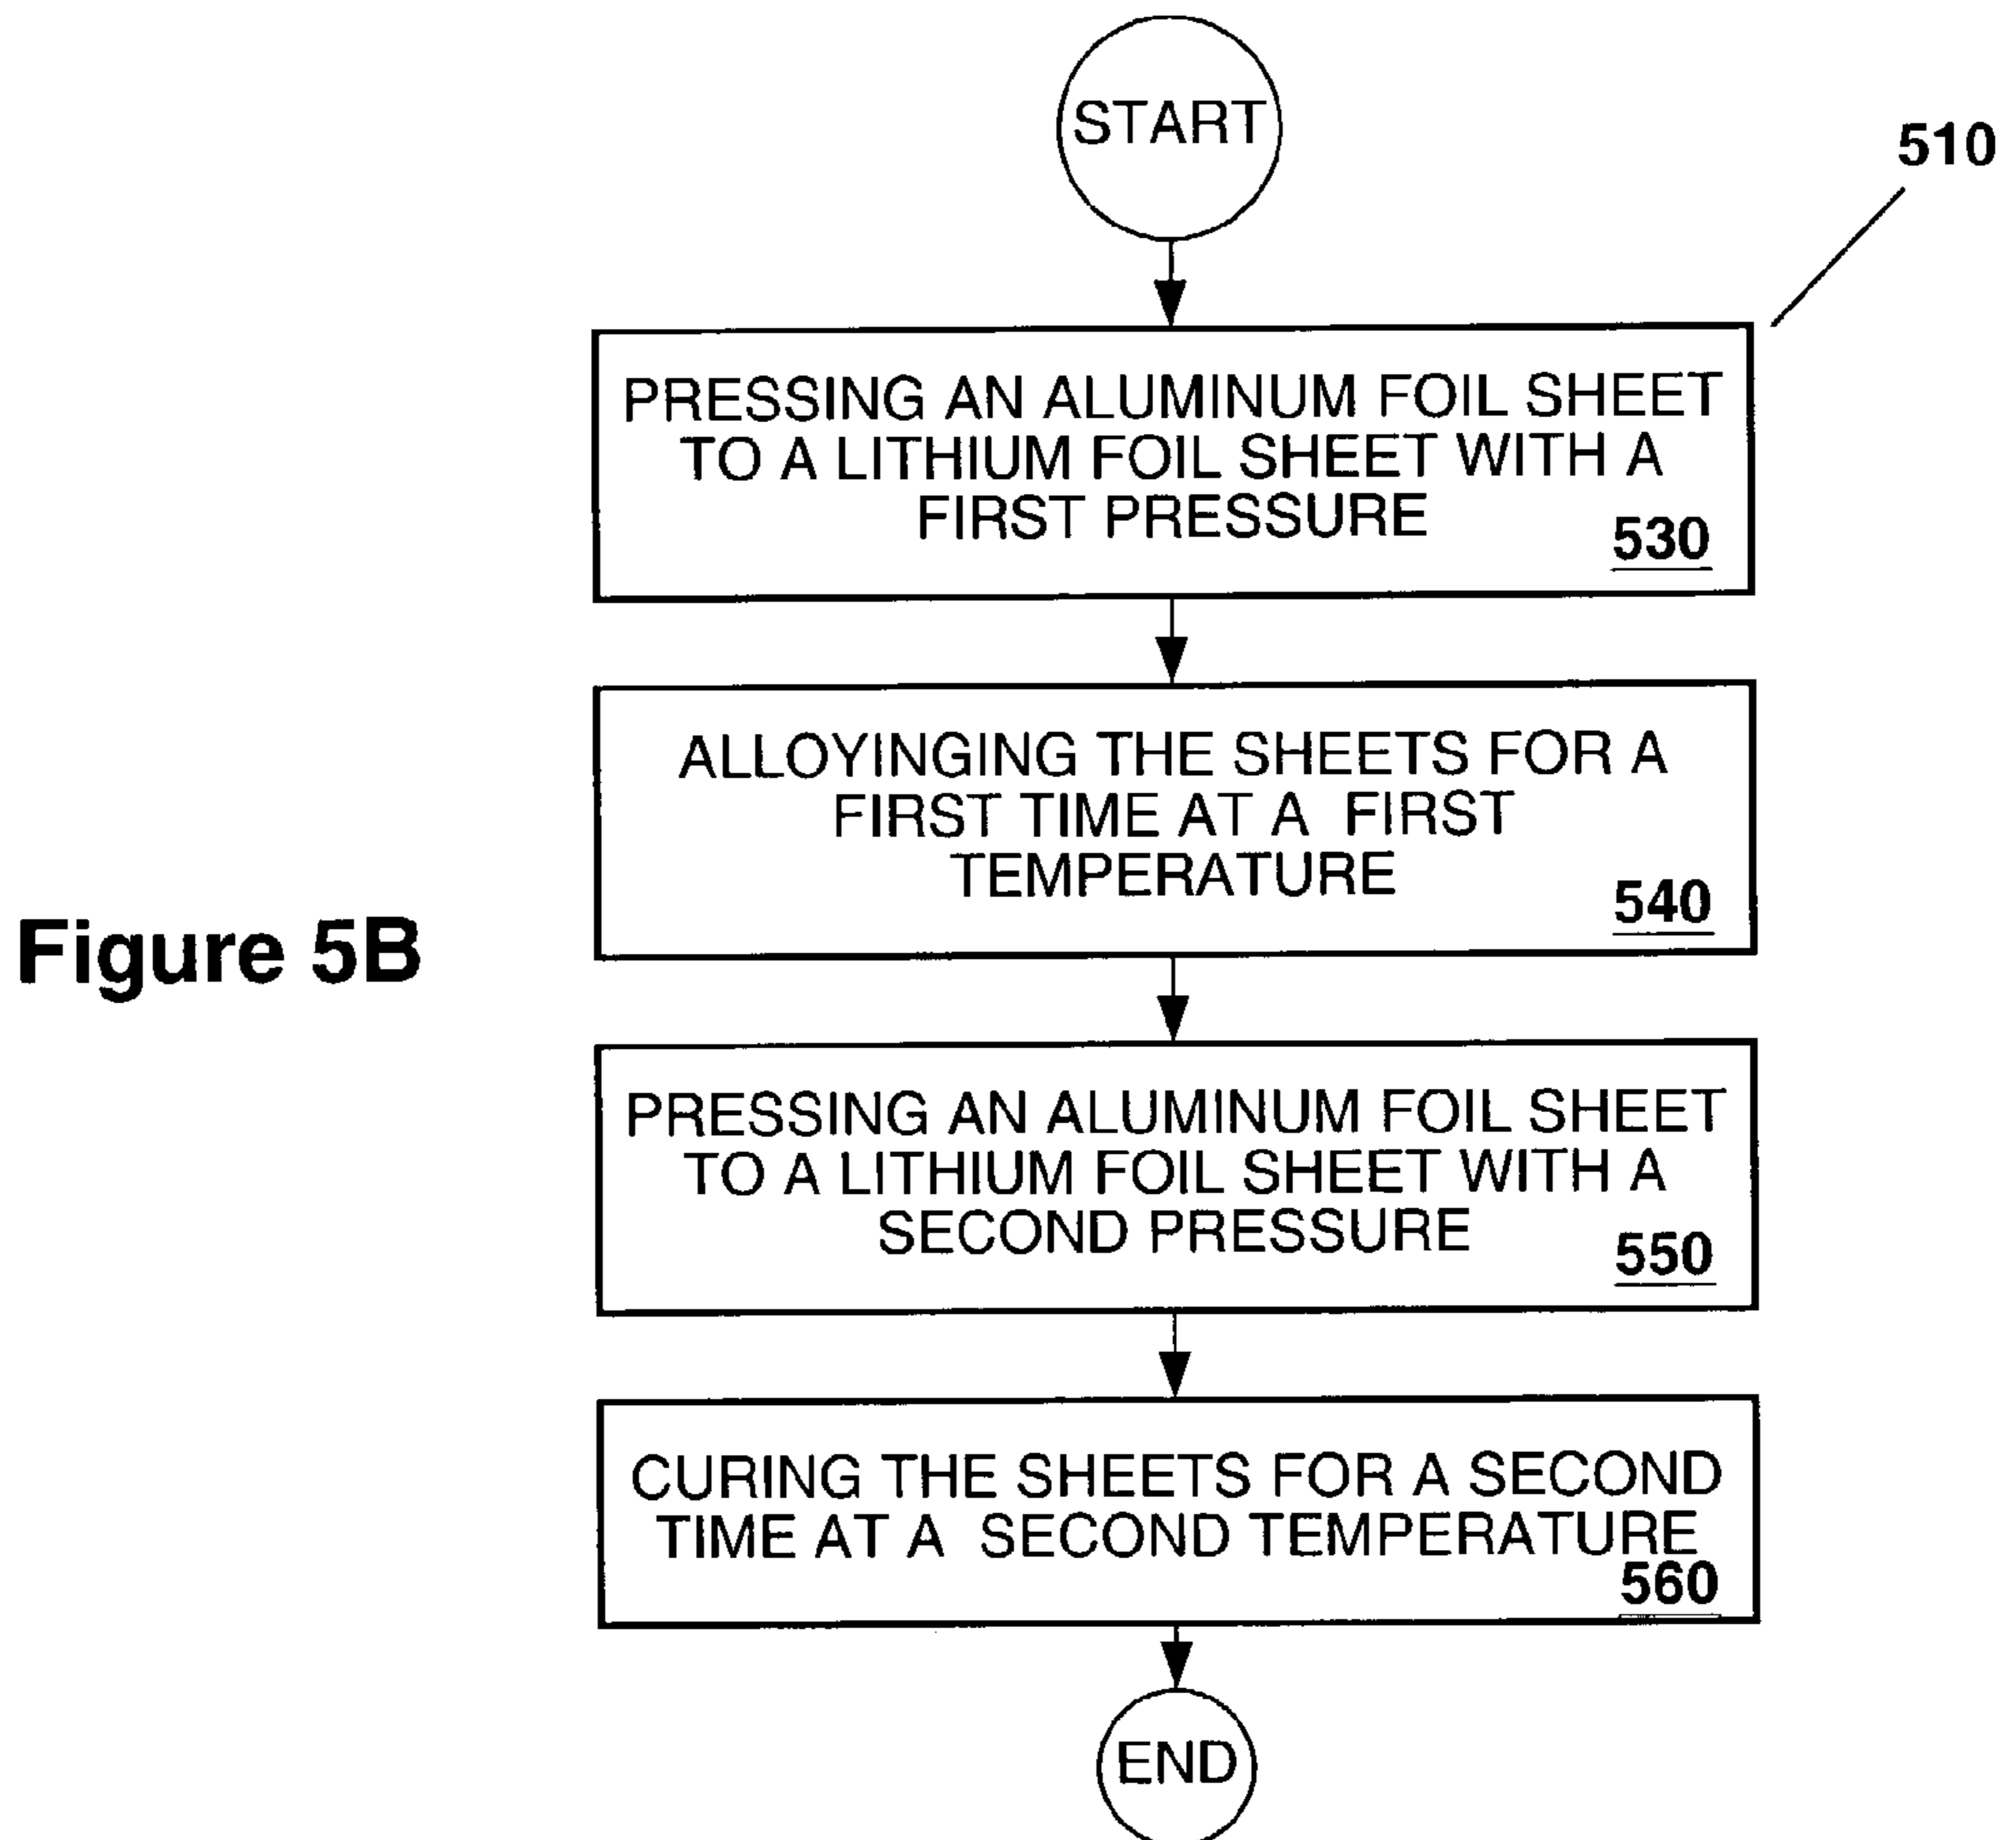 START
510
PRESSING AN ALUMINUM FOIL SHEET
TO A LITHIUM FOIL SHEET WITH A
FIRST PRESSURE
530
ALLOYINGING THE SHEETS FOR A
FIRST TIME AT A FIRST
TEMPERATURE
540
Figure 5B
PRESSING AN ALUMINUM FOIL SHEET
TO A LITHIUM FOIL SHEET WITH A
SECOND PRESSURE
550
CURING THE SHEETS FOR A SECOND
TIME AT A SECOND TEMPERATURE
560
END